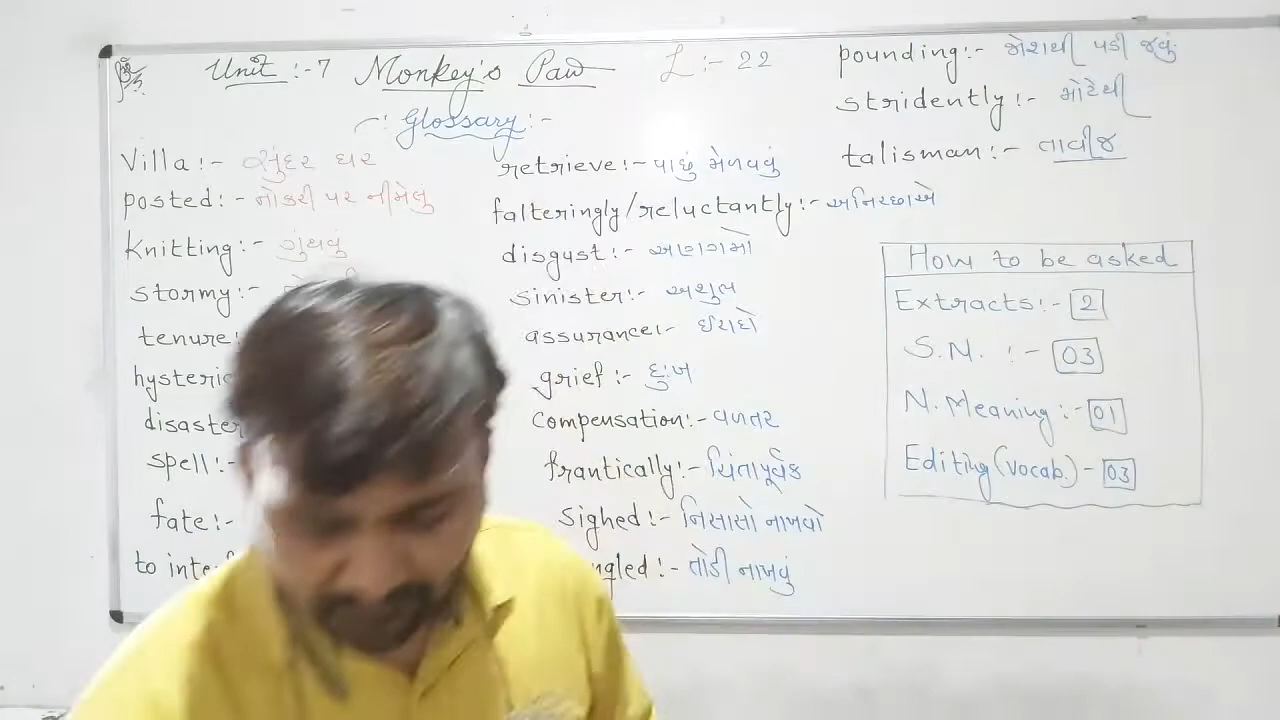 Unit :- 7 Monkey's Paw L :- 22
-: Glossary :-
Villa :- સુંદર ઘર
posted :- નોકરી પર નીમેલુ
Knitting :- ગુંથવું
stormy :-
tenure :
hysteric
disaster
spell :-
fate :-
to inte
retrieve :- પાછું મેળવવું
falteringly/reluctantly :- અનિચ્છાએ
disgust :- અણગમો
sinister :- અશુભ
assurance :- ઈરાદો
grief :- દુઃખ
Compensation :- વળતર
frantically :- ચિંતાપૂર્વક
Sighed :- નિસાસો નાખવો
ngled :- તોડી નાખવું
pounding :- જોરથી પડી જવું
stridently :- મોટેથી
talisman :- તાવીજ
How to be asked
Extracts :- 2
S.N. :- 03
N. Meaning :- 01
Editing (vocab.) - 03